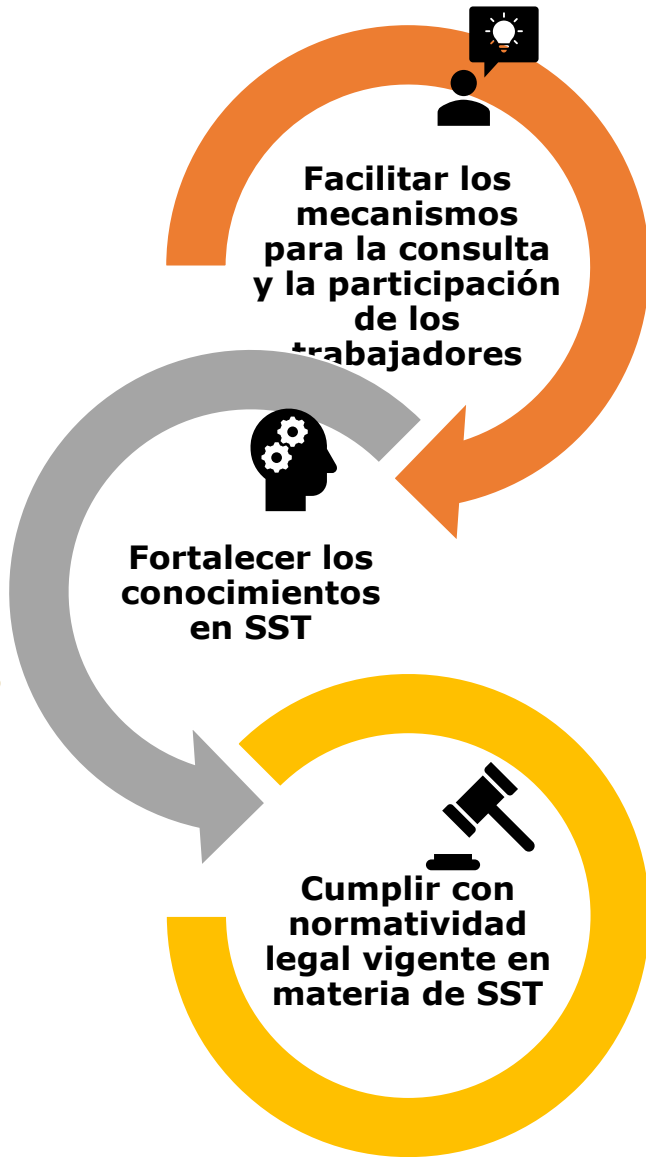 Facilitar los
mecanismos
para la consulta
y la participación
de los
trabajadores
Fortalecer los
conocimientos
en SST
Cumplir con
normatividad
legal vigente en
materia de SST